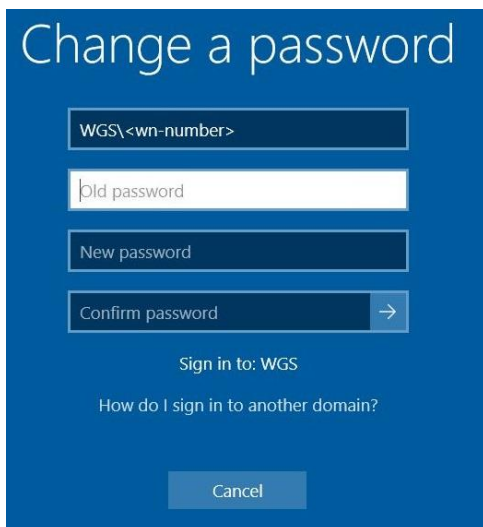 Change a password
WGS\<wn-number>
Old password
New password
Confirm password
Sign in to: WGS
How do I sign in to another domain?
Cancel